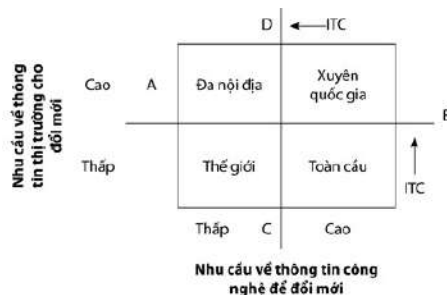 D
ITC
Nhu cầu về thông
tin thị trường cho
đổi mới
Cao
A
Đa nội địa
Xuyên
quốc gia
B
Thấp
Thế giới
Toàn cầu
ITC
Thấp
C
Cao
Nhu cầu về thông tin công
nghệ để đổi mới